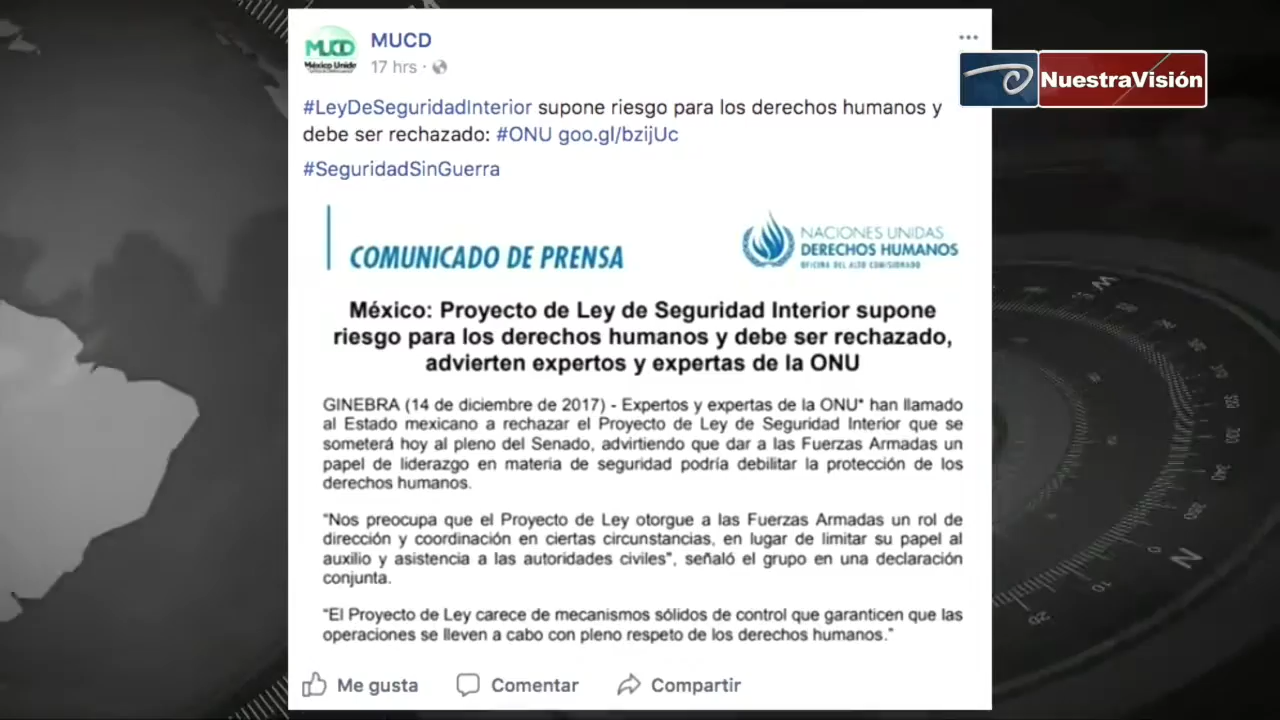 MUCD
17 hrs ·
MUCD
México Unido
NuestraVisión
#LeyDeSeguridadInterior supone riesgo para los derechos humanos y
debe ser rechazado: #ONU goo.gl/bzijUc
#SeguridadSinGuerra
COMUNICADO DE PRENSA
NACIONES UNIDAS
DERECHOS HUMANOS
OFICINA DEL ALTO COMISIONADO
México: Proyecto de Ley de Seguridad Interior supone
riesgo para los derechos humanos y debe ser rechazado,
advierten expertos y expertas de la ONU
GINEBRA (14 de diciembre de 2017) - Expertos y expertas de la ONU* han llamado
al Estado mexicano a rechazar el Proyecto de Ley de Seguridad Interior que se
someterá hoy al pleno del Senado, advirtiendo que dar a las Fuerzas Armadas un
papel de liderazgo en materia de seguridad podría debilitar la protección de los
derechos humanos.
"Nos preocupa que el Proyecto de Ley otorgue a las Fuerzas Armadas un rol de
dirección y coordinación en ciertas circunstancias, en lugar de limitar su papel al
auxilio y asistencia a las autoridades civiles", señaló el grupo en una declaración
conjunta.
"El Proyecto de Ley carece de mecanismos sólidos de control que garanticen que las
operaciones se lleven a cabo con pleno respeto de los derechos humanos."
Me gusta
Comentar
Compartir
W
N
0
10
20